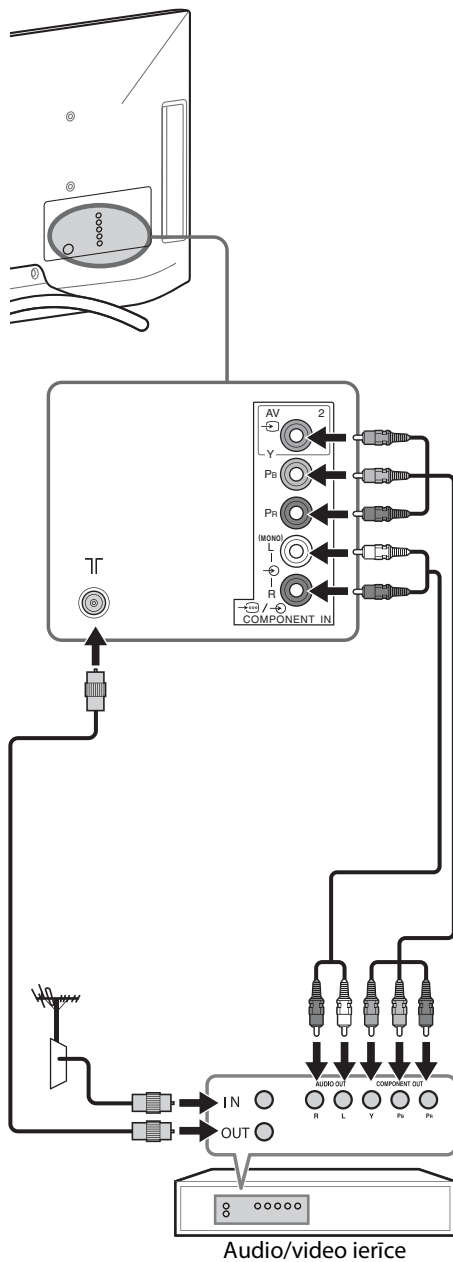 AV 2
Y
PB
PR
(MONO)
L
R
COMPONENT IN
AUDIO OUT COMPONENT OUT
IN
R L Y PB PR
OUT
Audio/video ierīce